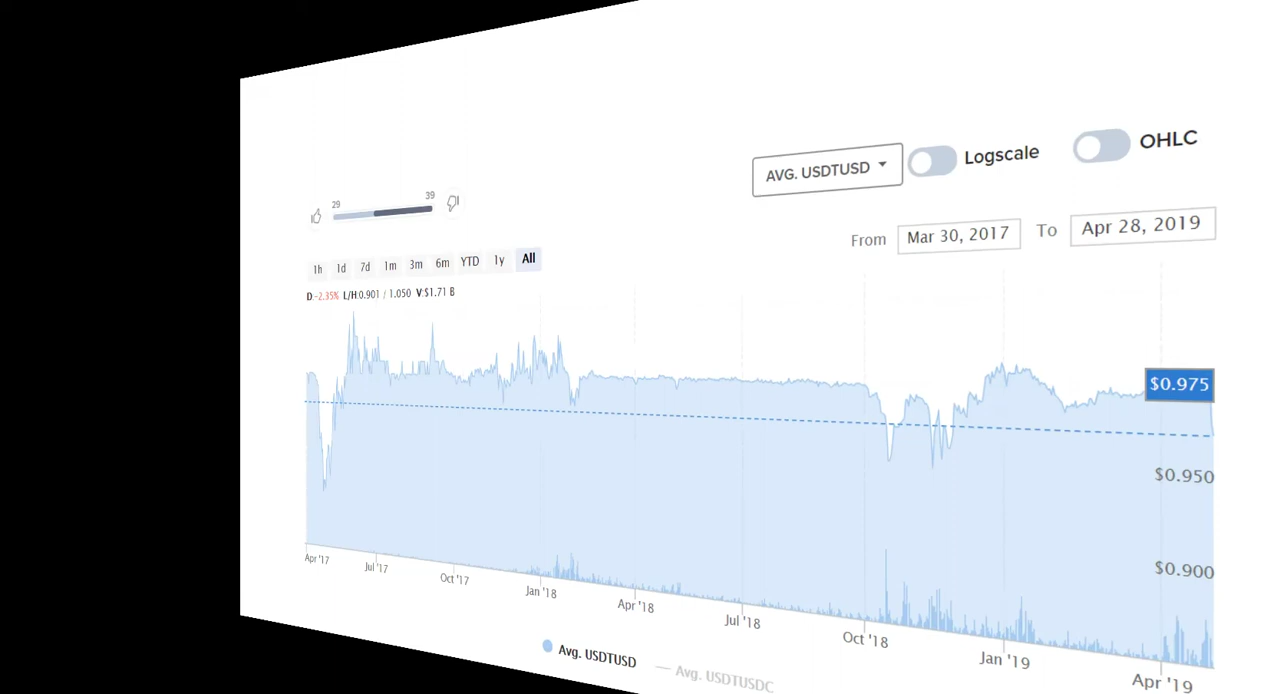 AVG. USDTUSD Logscale OHLC
29 39
From Mar 30, 2017 To Apr 28, 2019
1h 1d 7d 1m 3m 6m YTD 1y All
D:-2.35% L/H:0.901 / 1.050 V:$1.71 B
$0.975
$0.950
$0.900
Apr '17 Jul '17 Oct '17 Jan '18 Apr '18 Jul '18 Oct '18 Jan '19 Apr '19
Avg. USDTUSD Avg. USDTUSDC